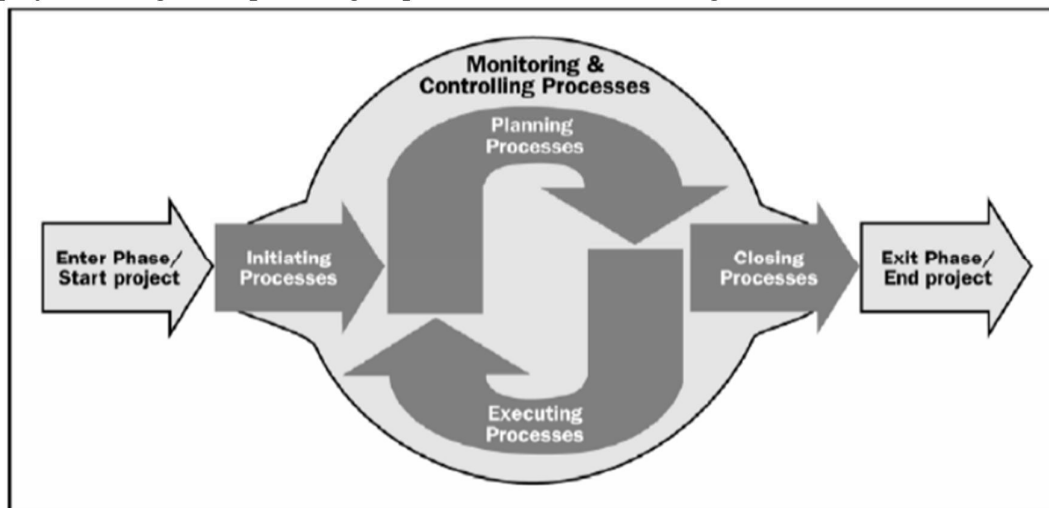 Monitoring &
Controlling Processes
Planning
Processes
Enter Phase/
Start project
Initiating
Processes
Closing
Processes
Exit Phase/
End project
Executing
Processes